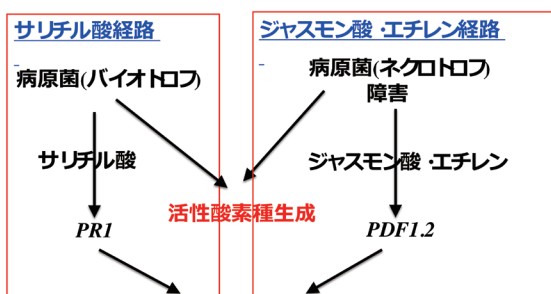 サリチル酸経路
病原菌(バイオトロフ)
サリチル酸
PR1
ジャスモン酸・エチレン経路
病原菌(ネクロトロフ)
障害
ジャスモン酸・エチレン
PDF1.2
活性酸素種生成